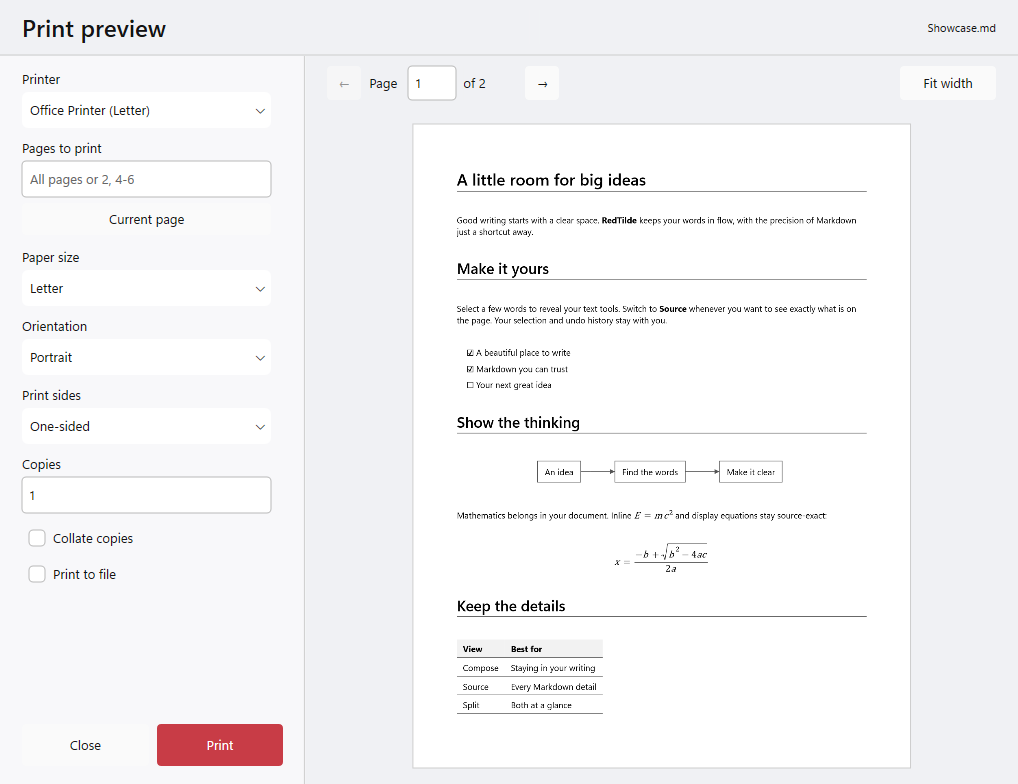 Print preview
Showcase.md
Printer
Office Printer (Letter)
Pages to print
All pages or 2, 4-6
Current page
Paper size
Letter
Orientation
Portrait
Print sides
One-sided
Copies
1
Collate copies
Print to file
Close
Print
← Page 1 of 2 →
Fit width
A little room for big ideas
Good writing starts with a clear space. RedTilde keeps your words in flow, with the precision of Markdown
just a shortcut away.
Make it yours
Select a few words to reveal your text tools. Switch to Source whenever you want to see exactly what is on
the page. Your selection and undo history stay with you.
☑ A beautiful place to write
☑ Markdown you can trust
☐ Your next great idea
Show the thinking
An idea
Find the words
Make it clear
Mathematics belongs in your document. Inline E = mc² and display equations stay source-exact:
x = (−b + √(b² − 4ac)) / 2a
Keep the details
View Best for
Compose Staying in your writing
Source Every Markdown detail
Split Both at a glance